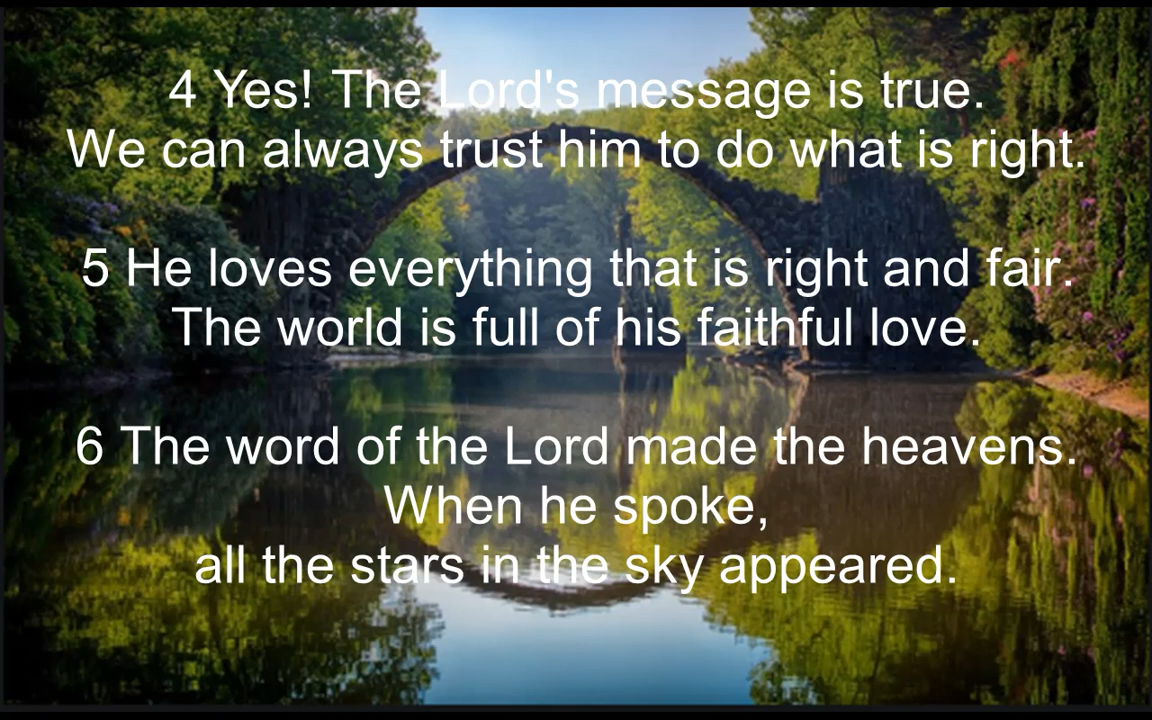 4 Yes! The Lord's message is true.
We can always trust him to do what is right.
5 He loves everything that is right and fair.
The world is full of his faithful love.
6 The word of the Lord made the heavens.
When he spoke,
all the stars in the sky appeared.